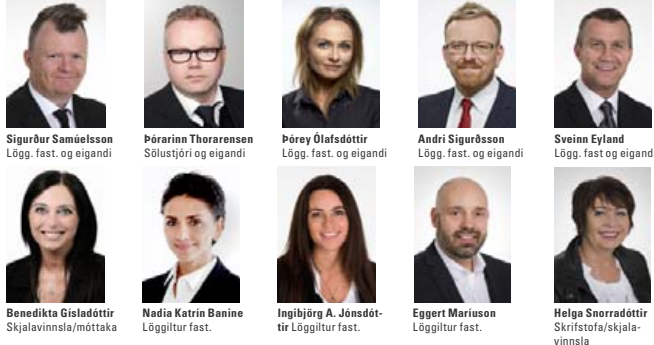 Sigurður Samúelsson
Lögg. fast. og eigandi
Þórarinn Thorarensen
Sölustjóri og eigandi
Þórey Ólafsdóttir
Lögg. fast. og eigandi
Andri Sigurðsson
Lögg. fast. og eigandi
Sveinn Eyland
Lögg. fast og eigand
Benedikta Gísladóttir
Skjalavinnsla/móttaka
Nadia Katrín Banine
Löggiltur fast.
Ingibjörg A. Jónsdót-
tir Löggiltur fast.
Eggert Maríuson
Löggiltur fast.
Helga Snorradóttir
Skrifstofa/skjala-
vinnsla